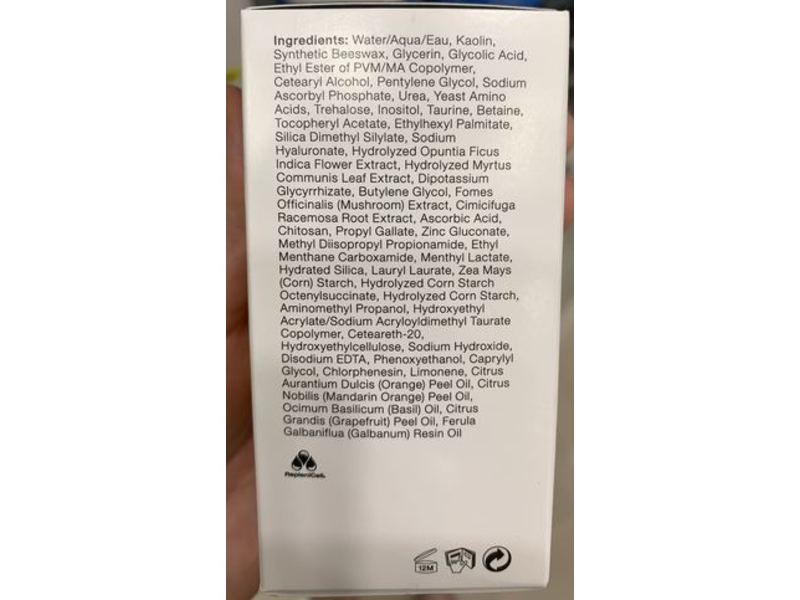 Ingredients: Water/Aqua/Eau, Kaolin,
Synthetic Beeswax, Glycerin, Glycolic Acid,
Ethyl Ester of PVM/MA Copolymer,
Cetearyl Alcohol, Pentylene Glycol, Sodium
Ascorbyl Phosphate, Urea, Yeast Amino
Acids, Trehalose, Inositol, Taurine, Betaine,
Tocopheryl Acetate, Ethylhexyl Palmitate,
Silica Dimethyl Silylate, Sodium
Hyaluronate, Hydrolyzed Opuntia Ficus
Indica Flower Extract, Hydrolyzed Myrtus
Communis Leaf Extract, Dipotassium
Glycyrrhizate, Butylene Glycol, Fomes
Officinalis (Mushroom) Extract, Cimicifuga
Racemosa Root Extract, Ascorbic Acid,
Chitosan, Propyl Gallate, Zinc Gluconate,
Methyl Diisopropyl Propionamide, Ethyl
Menthane Carboxamide, Menthyl Lactate,
Hydrated Silica, Lauryl Laurate, Zea Mays
(Corn) Starch, Hydrolyzed Corn Starch
Octenylsuccinate, Hydrolyzed Corn Starch,
Aminomethyl Propanol, Hydroxyethyl
Acrylate/Sodium Acryloyldimethyl Taurate
Copolymer, Ceteareth-20,
Hydroxyethylcellulose, Sodium Hydroxide,
Disodium EDTA, Phenoxyethanol, Caprylyl
Glycol, Chlorphenesin, Limonene, Citrus
Aurantium Dulcis (Orange) Peel Oil, Citrus
Nobilis (Mandarin Orange) Peel Oil,
Ocimum Basilicum (Basil) Oil, Citrus
Grandis (Grapefruit) Peel Oil, Ferula
Galbaniflua (Galbanum) Resin Oil
RepleniCell
12M